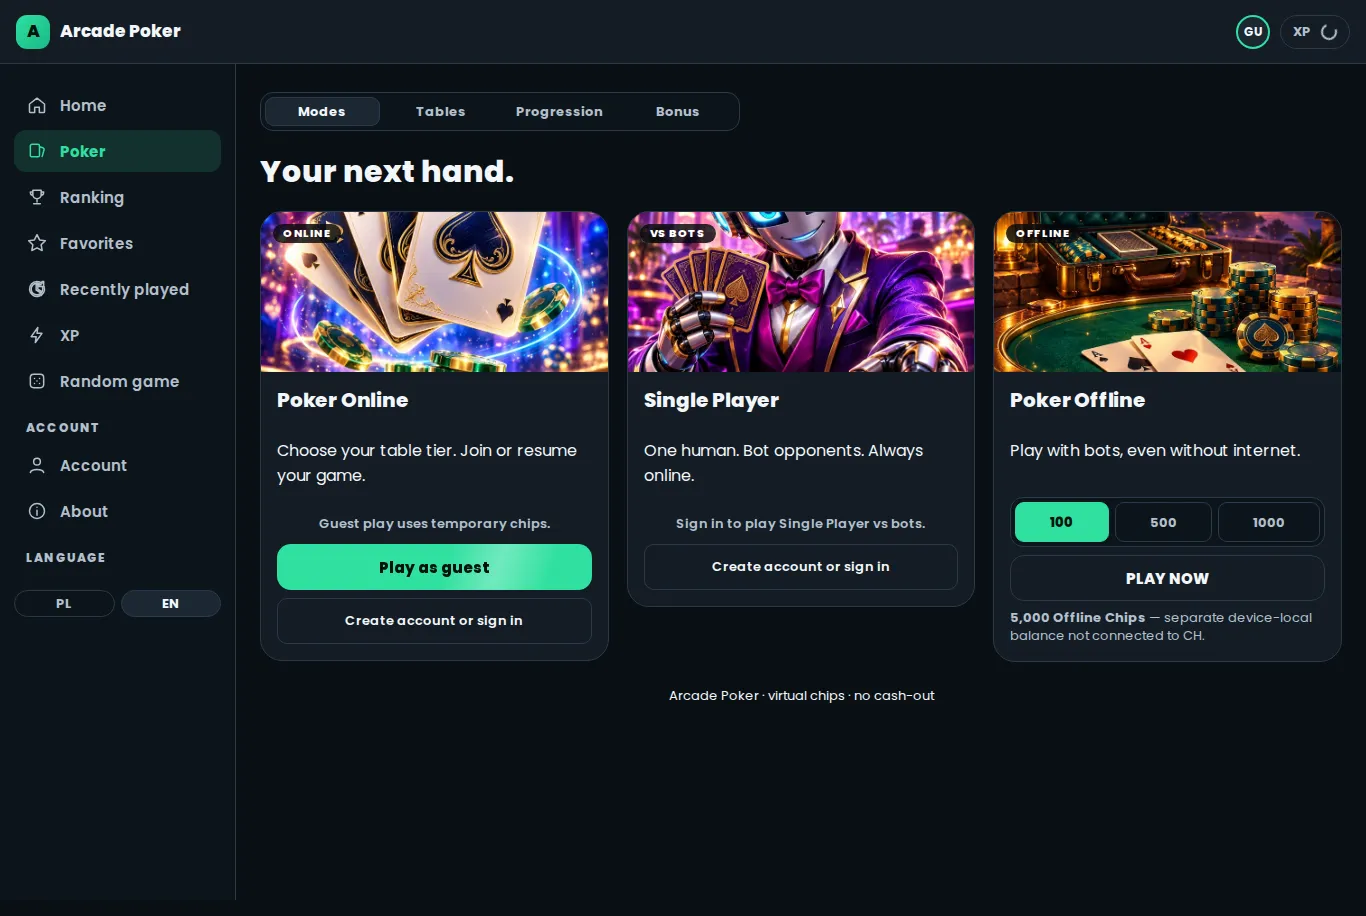 A Arcade Poker
GU
XP
Home
Poker
Ranking
Favorites
Recently played
XP
Random game
ACCOUNT
Account
About
LANGUAGE
PL
EN
Modes
Tables
Progression
Bonus
Your next hand.
ONLINE
Poker Online
Choose your table tier. Join or resume
your game.
Guest play uses temporary chips.
Play as guest
Create account or sign in
VS BOTS
Single Player
One human. Bot opponents. Always
online.
Sign in to play Single Player vs bots.
Create account or sign in
OFFLINE
A
A
Poker Offline
Play with bots, even without internet.
100
500
1000
PLAY NOW
5,000 Offline Chips — separate device-local
balance not connected to CH.
Arcade Poker · virtual chips · no cash-out